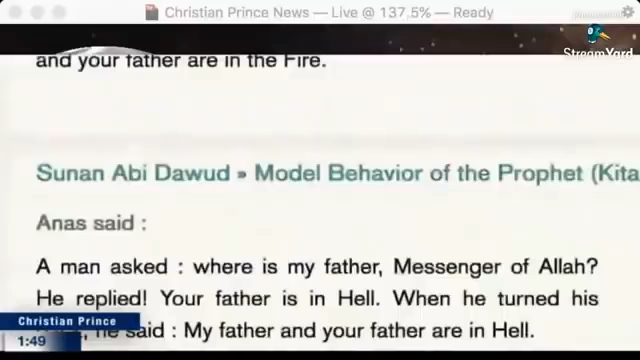 Christian Prince News — Live @ 137.5% — Ready
StreamYard
and your father are in the Fire.
Sunan Abi Dawud » Model Behavior of the Prophet (Kita
Anas said :
A man asked : where is my father, Messenger of Allah?
He replied! Your father is in Hell. When he turned his
he said : My father and your father are in Hell.
Christian Prince
1:49